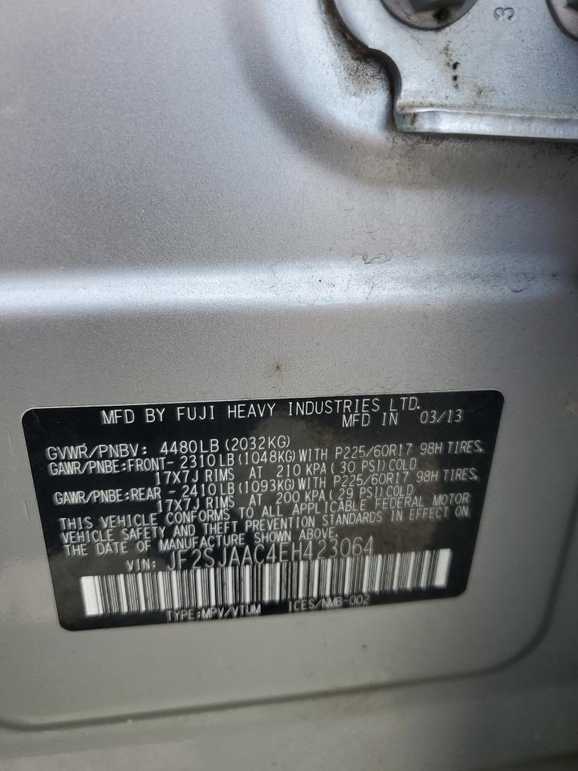 3
MFD BY FUJI HEAVY INDUSTRIES LTD.
MFD IN 03/13
GVWR/PNBV: 4480LB(2032KG)
GAWR/PNBE:FRONT-2310LB(1048KG)WITH P225/60R17 98H TIRES,
17X7J RIMS AT 210 KPA (30 PSI)COLD
GAWR/PNBE:REAR -2410LB(1093KG)WITH P225/60R17 98H TIRES,
17X7J RIMS AT 200 KPA(29 PSI)COLD
THIS VEHICLE CONFORMS TO ALL APPLICABLE FEDERAL MOTOR
VEHICLE SAFETY AND THEFT PREVENTION STANDARDS IN EFFECT ON
THE DATE OF MANUFACTURE SHOWN ABOVE.
VIN: JF2SJAAC4EH423064
TYPE:MPV/VTUM ICES/NMB-002